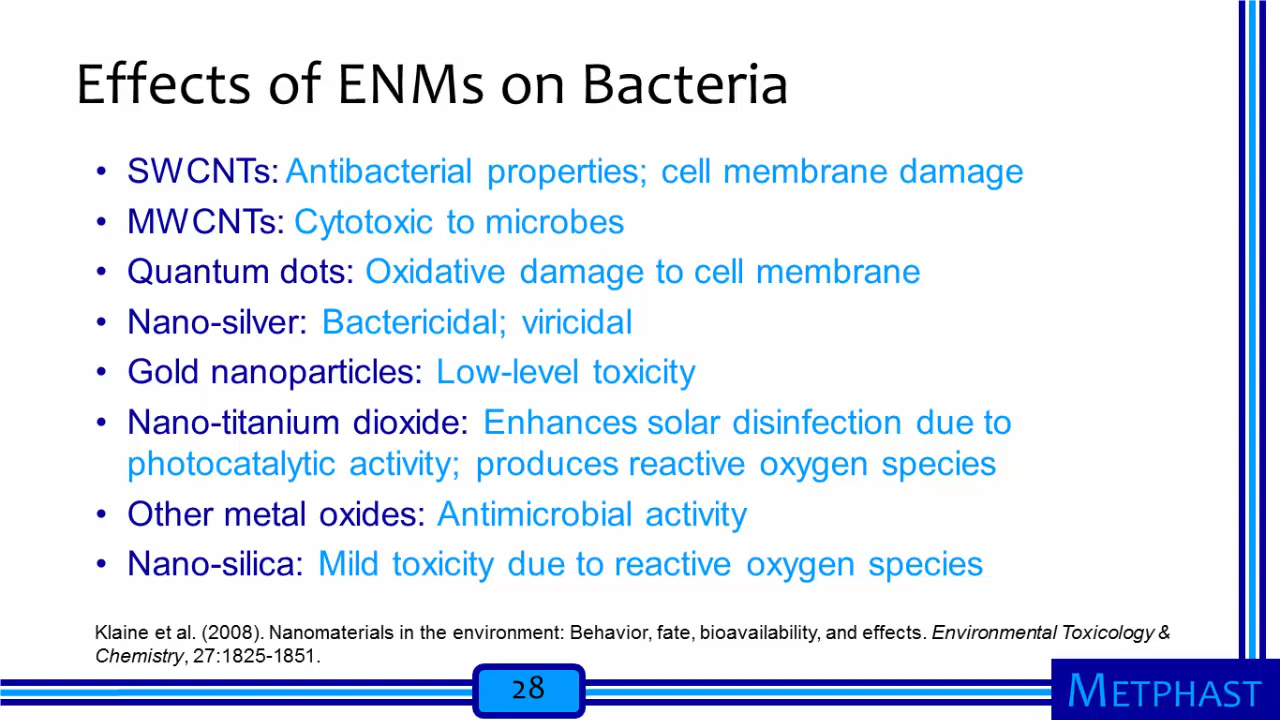 Effects of ENMs on Bacteria
• SWCNTs: Antibacterial properties; cell membrane damage
• MWCNTs: Cytotoxic to microbes
• Quantum dots: Oxidative damage to cell membrane
• Nano-silver: Bactericidal; viricidal
• Gold nanoparticles: Low-level toxicity
• Nano-titanium dioxide: Enhances solar disinfection due to
photocatalytic activity; produces reactive oxygen species
• Other metal oxides: Antimicrobial activity
• Nano-silica: Mild toxicity due to reactive oxygen species
Klaine et al. (2008). Nanomaterials in the environment: Behavior, fate, bioavailability, and effects. Environmental Toxicology &
Chemistry, 27:1825-1851.
28
METPHAST